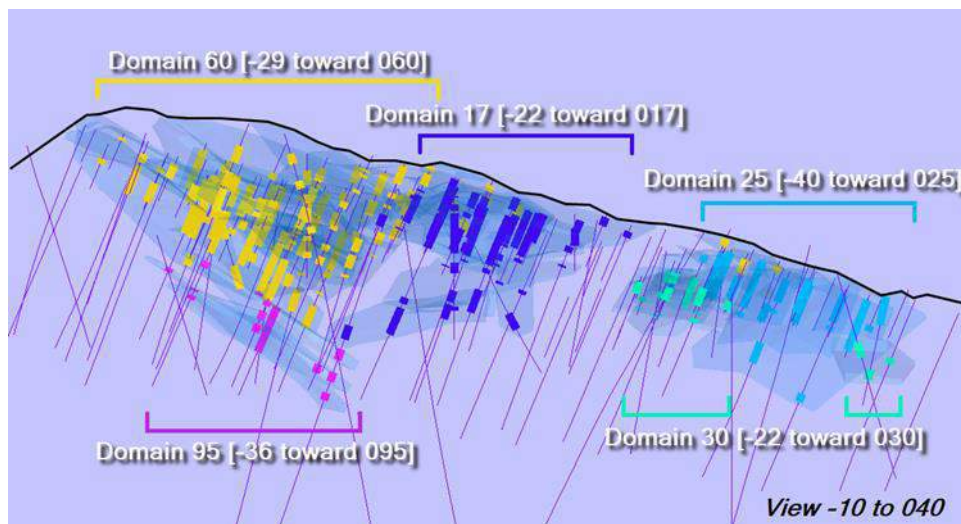 Domain 60 [-29 toward 060]
Domain 17 [-22 toward 017]
Domain 25 [-40 toward 025]
Domain 95 [-36 toward 095]
Domain 30 [-22 toward 030]
View -10 to 040